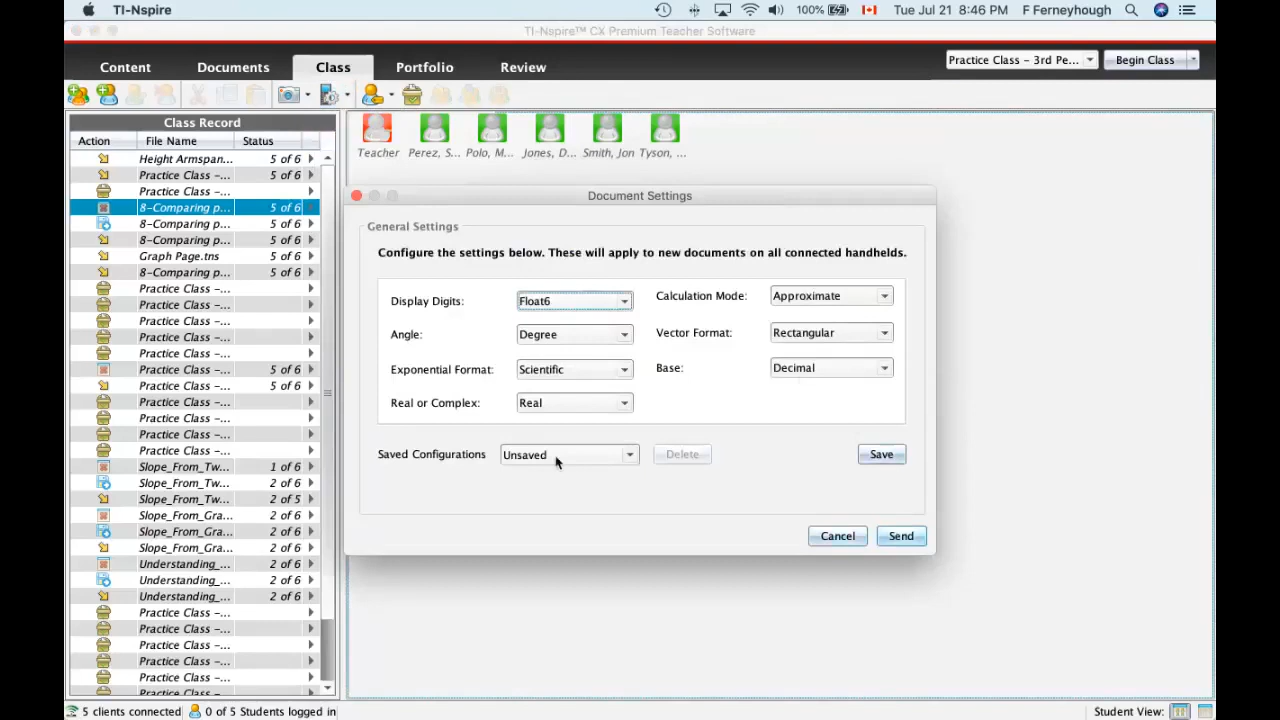 TI-Nspire 100% Tue Jul 21 8:46 PM F Ferneyhough
TI-Nspire™ CX Premium Teacher Software
Content Documents Class Portfolio Review Practice Class - 3rd Pe... Begin Class
Class Record
Action File Name Status
Height Armspan... 5 of 6
Practice Class -... 5 of 6
Practice Class -...
8-Comparing p... 5 of 6
8-Comparing p... 5 of 6
8-Comparing p... 5 of 6
Graph Page.tns 5 of 6
8-Comparing p... 5 of 6
Practice Class -...
Practice Class -...
Practice Class -...
Practice Class -...
Practice Class -...
Practice Class -... 5 of 6
Practice Class -... 5 of 6
Practice Class -...
Practice Class -...
Practice Class -...
Practice Class -...
Slope_From_Tw... 1 of 6
Slope_From_Tw... 2 of 6
Slope_From_Tw... 2 of 5
Slope_From_Gra... 2 of 6
Slope_From_Gra... 2 of 6
Slope_From_Gra... 2 of 6
Understanding_... 2 of 6
Understanding_... 2 of 6
Understanding_... 2 of 6
Practice Class -...
Practice Class -...
Practice Class -...
Practice Class -...
Practice Class -...
Practice Class -...
Teacher Perez, S... Polo, M... Jones, D... Smith, Jon Tyson, ...
Document Settings
General Settings
Configure the settings below. These will apply to new documents on all connected handhelds.
Display Digits: Float6 Calculation Mode: Approximate
Angle: Degree Vector Format: Rectangular
Exponential Format: Scientific Base: Decimal
Real or Complex: Real
Saved Configurations Unsaved Delete Save
Cancel Send
5 clients connected 0 of 5 Students logged in Student View: